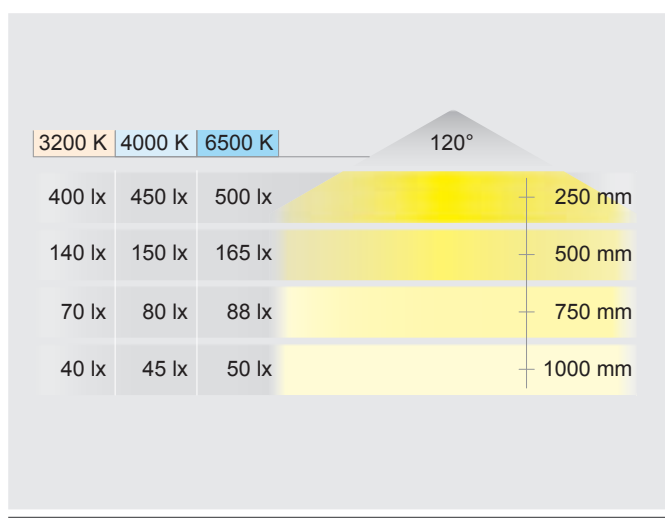 3200 K 4000 K 6500 K 120°
400 lx 450 lx 500 lx 250 mm
140 lx 150 lx 165 lx 500 mm
70 lx 80 lx 88 lx 750 mm
40 lx 45 lx 50 lx 1000 mm